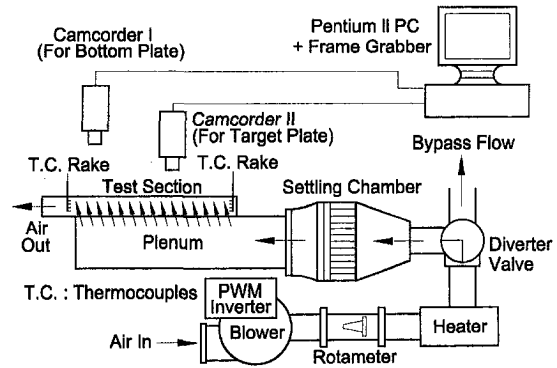 Camcorder I
(For Bottom Plate)
Pentium II PC
+ Frame Grabber
Camcorder II
(For Target Plate)
Bypass Flow
T.C. Rake
T.C. Rake
Test Section
Settling Chamber
Air
Out
Plenum
Diverter
Valve
T.C. : Thermocouples
PWM
Inverter
Blower
Heater
Air In
Rotameter